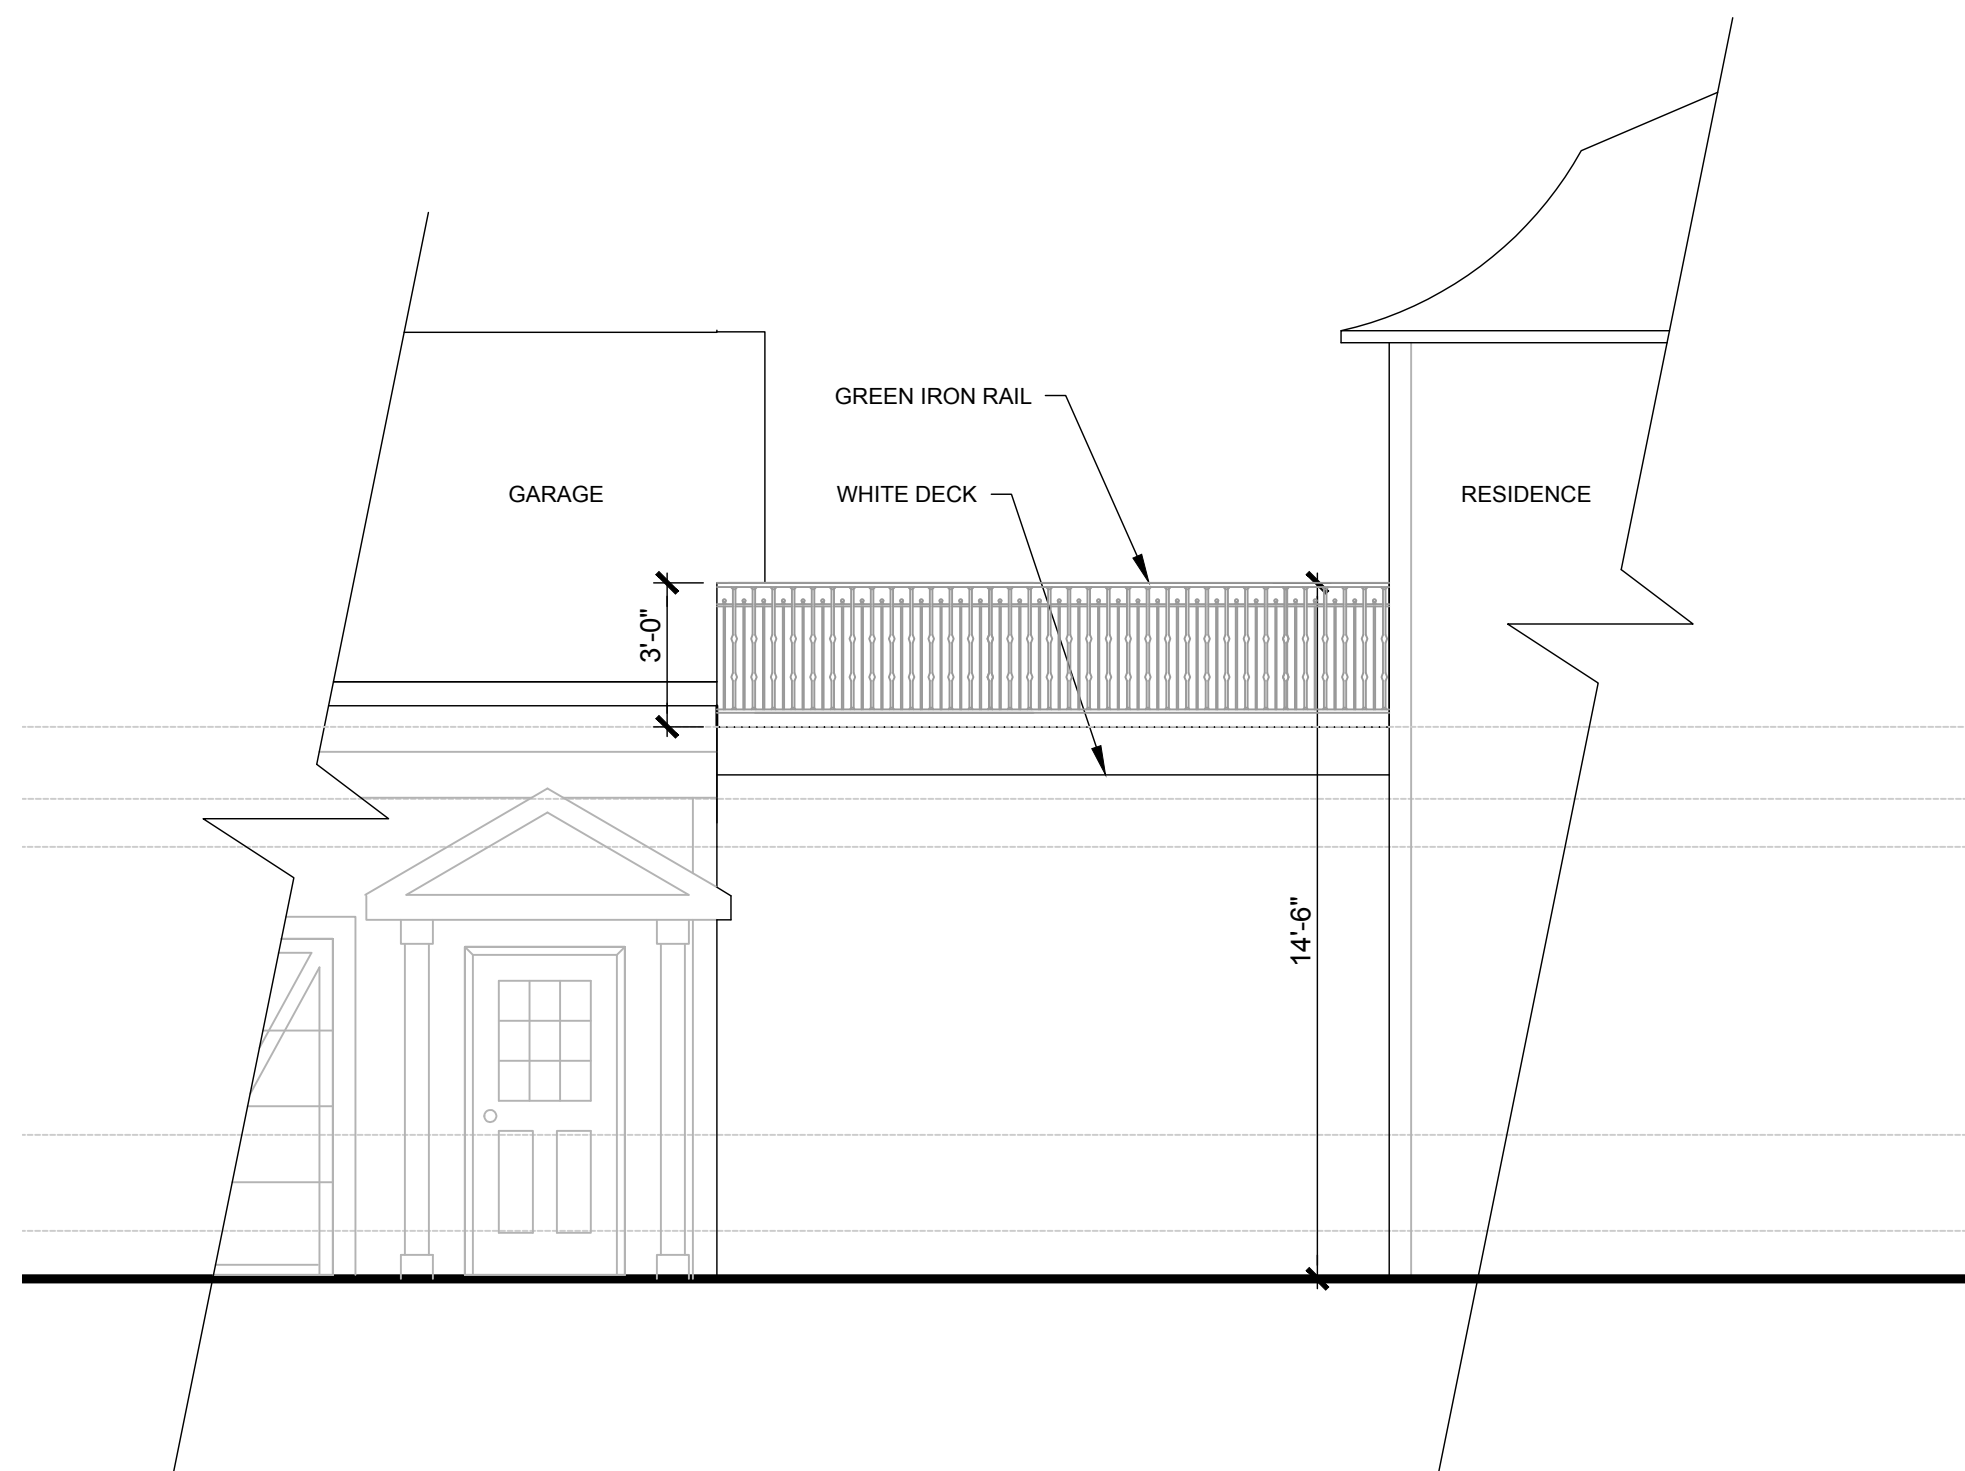 GREEN IRON RAIL
GARAGE
WHITE DECK
RESIDENCE
3'-0"
14'-6"